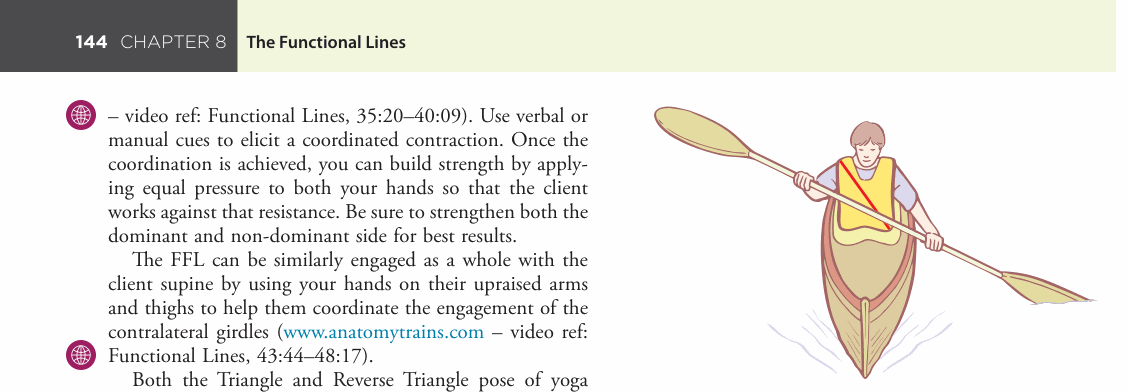 144 CHAPTER 8 The Functional Lines
– video ref: Functional Lines, 35:20–40:09). Use verbal or
manual cues to elicit a coordinated contraction. Once the
coordination is achieved, you can build strength by apply-
ing equal pressure to both your hands so that the client
works against that resistance. Be sure to strengthen both the
dominant and non-dominant side for best results.
The FFL can be similarly engaged as a whole with the
client supine by using your hands on their upraised arms
and thighs to help them coordinate the engagement of the
contralateral girdles (www.anatomytrains.com – video ref:
Functional Lines, 43:44–48:17).
Both the Triangle and Reverse Triangle pose of yoga